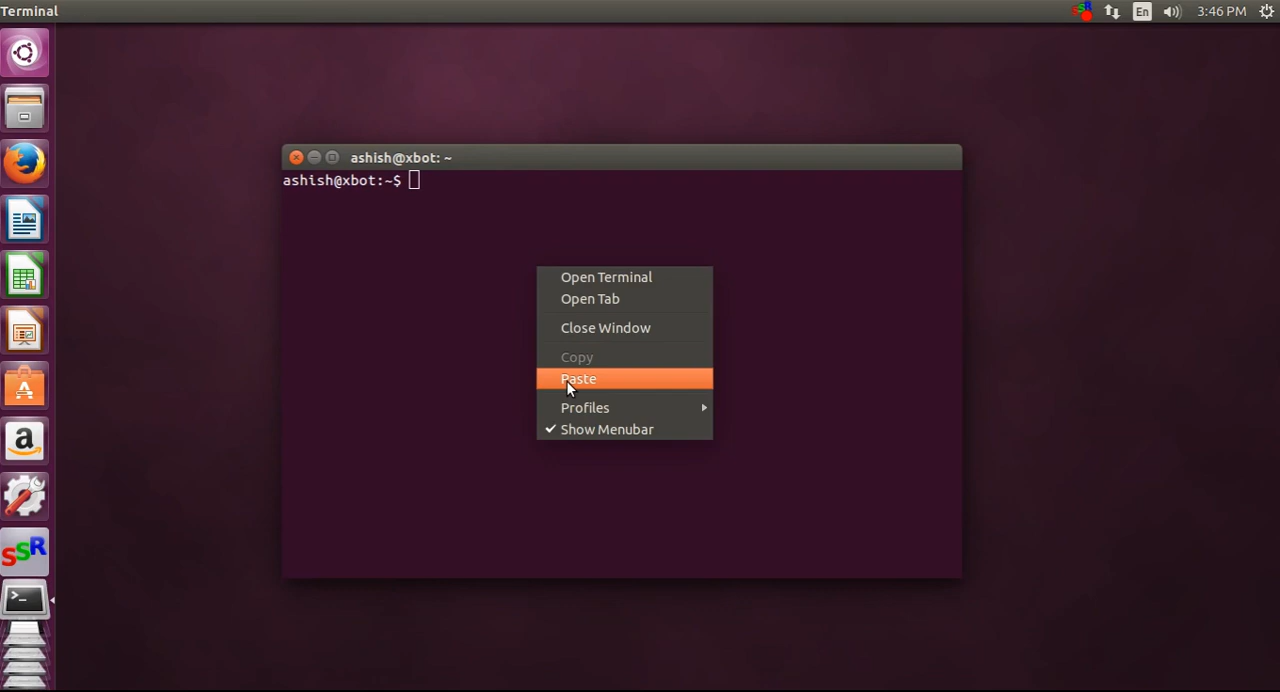 Terminal
SSR
En
3:46 PM
ashish@xbot: ~
ashish@xbot:~$
Open Terminal
Open Tab
Close Window
Copy
Paste
Profiles
Show Menubar
a
SSR
>_